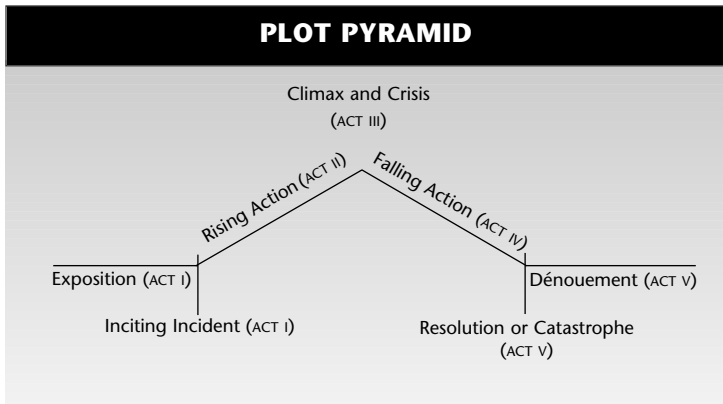 PLOT PYRAMID
Climax and Crisis
(ACT III)
Rising Action (ACT II)
Falling Action (ACT IV)
Exposition (ACT I)
Dénouement (ACT V)
Inciting Incident (ACT I)
Resolution or Catastrophe
(ACT V)